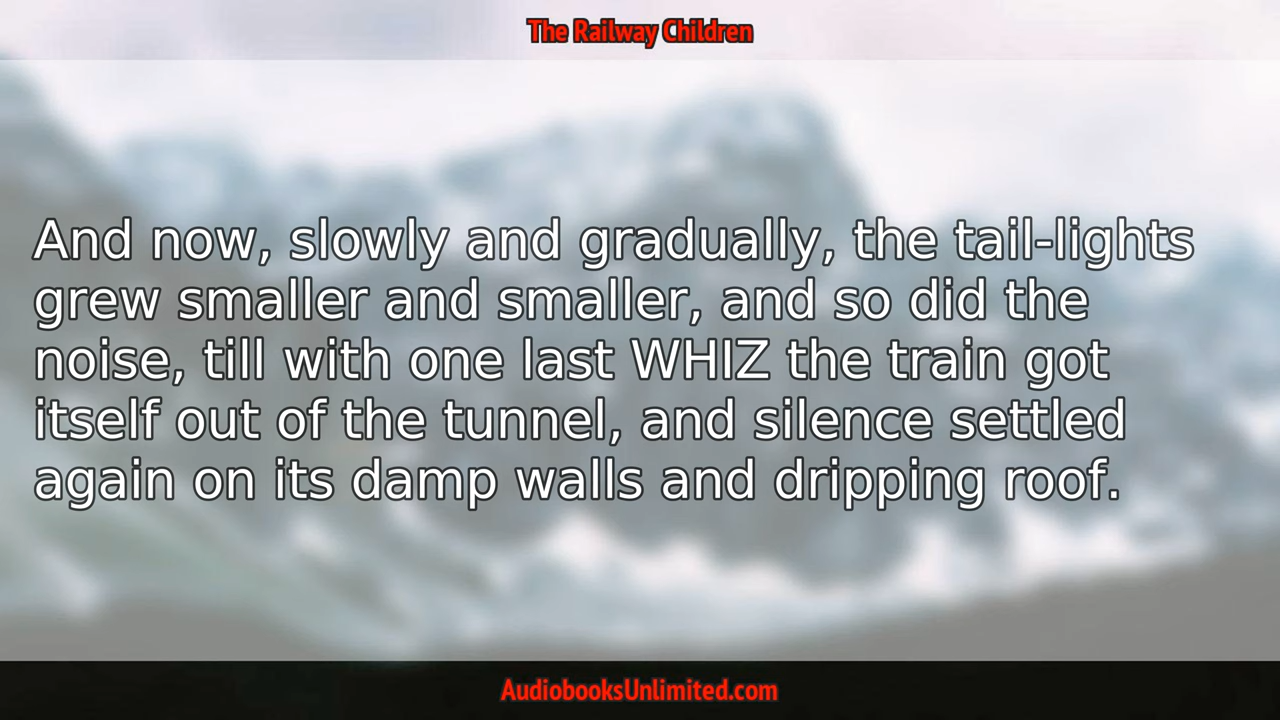 The Railway Children
And now, slowly and gradually, the tail-lights
grew smaller and smaller, and so did the
noise, till with one last WHIZ the train got
itself out of the tunnel, and silence settled
again on its damp walls and dripping roof.
AudiobooksUnlimited.com